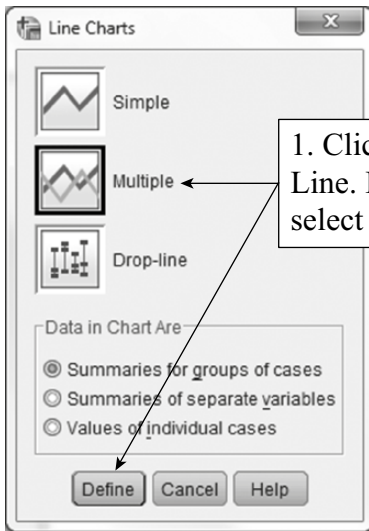 Line Charts
Simple
Multiple
Drop-line
1. Clic
Line.
select
Data in Chart Are
Summaries for groups of cases
Summaries of separate variables
Values of individual cases
Define Cancel Help